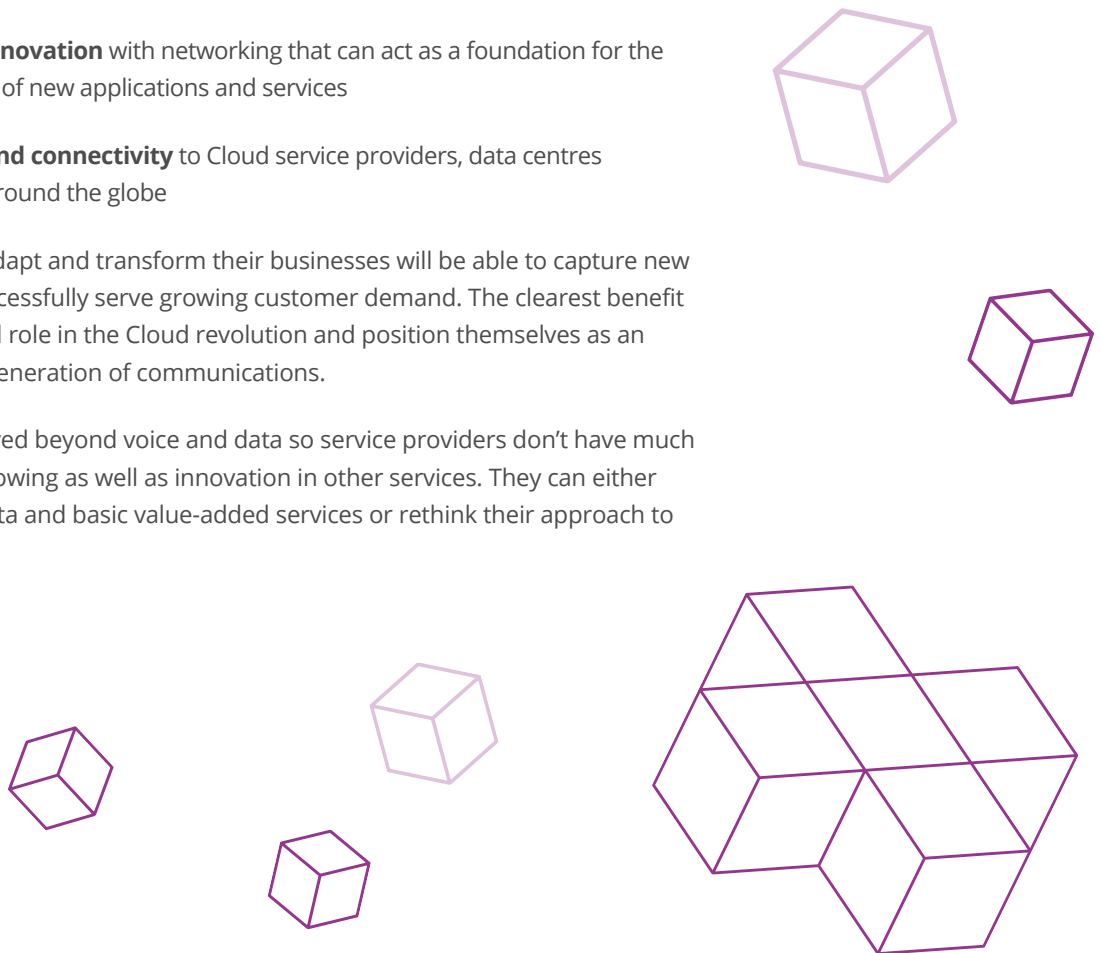 novation with networking that can act as a foundation for the
of new applications and services
nd connectivity to Cloud service providers, data centres
round the globe
dapt and transform their businesses will be able to capture new
ccessfully serve growing customer demand. The clearest benefit
l role in the Cloud revolution and position themselves as an
eneration of communications.
ved beyond voice and data so service providers don’t have much
owing as well as innovation in other services. They can either
ta and basic value-added services or rethink their approach to